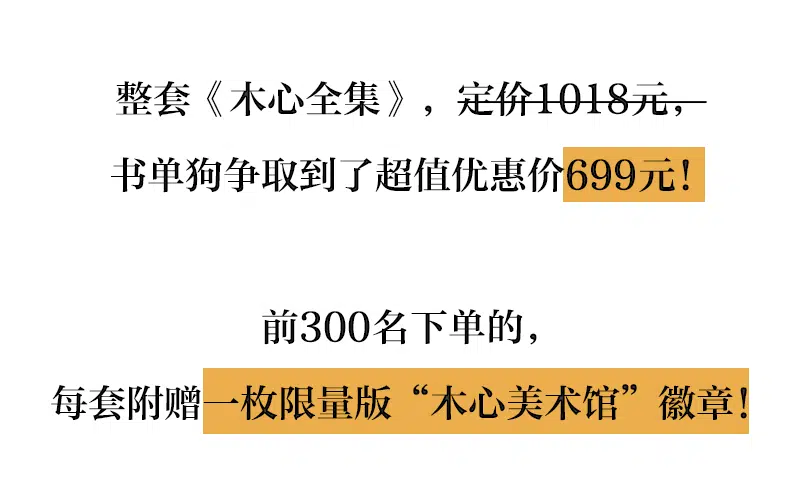 整套《木心全集》，定价1018元，
书单狗争取到了超值优惠价699元！
前300名下单的，
每套附赠一枚限量版“木心美术馆”徽章！